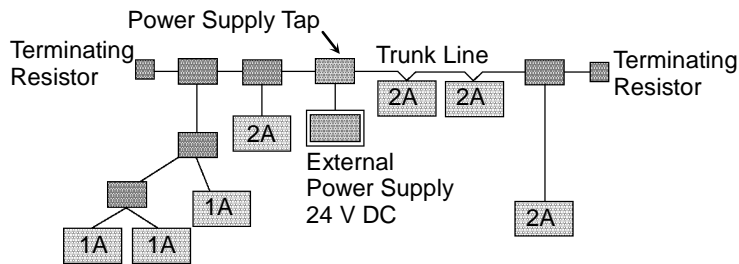 Power Supply Tap
Terminating
Resistor
Trunk Line
Terminating
Resistor
2A
2A
2A
External
Power Supply
24 V DC
1A
2A
1A
1A